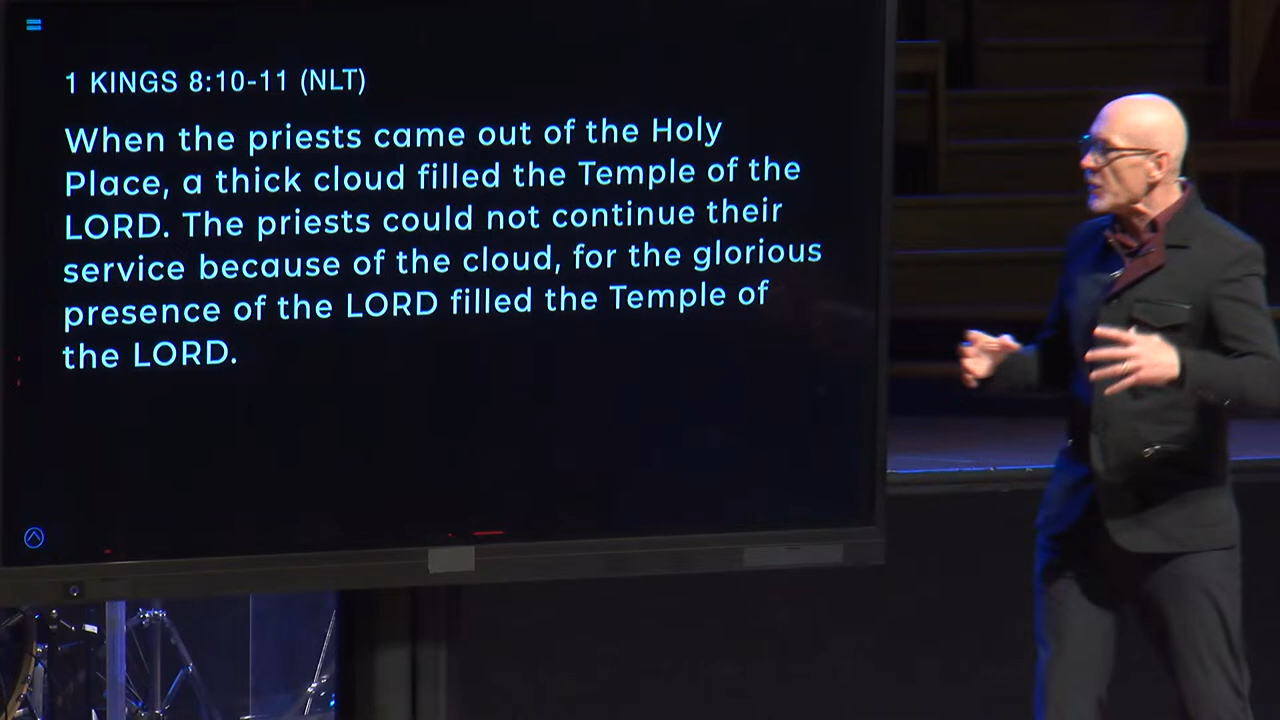 1 KINGS 8:10-11 (NLT)
When the priests came out of the Holy
Place, a thick cloud filled the Temple of the
LORD. The priests could not continue their
service because of the cloud, for the glorious
presence of the LORD filled the Temple of
the LORD.